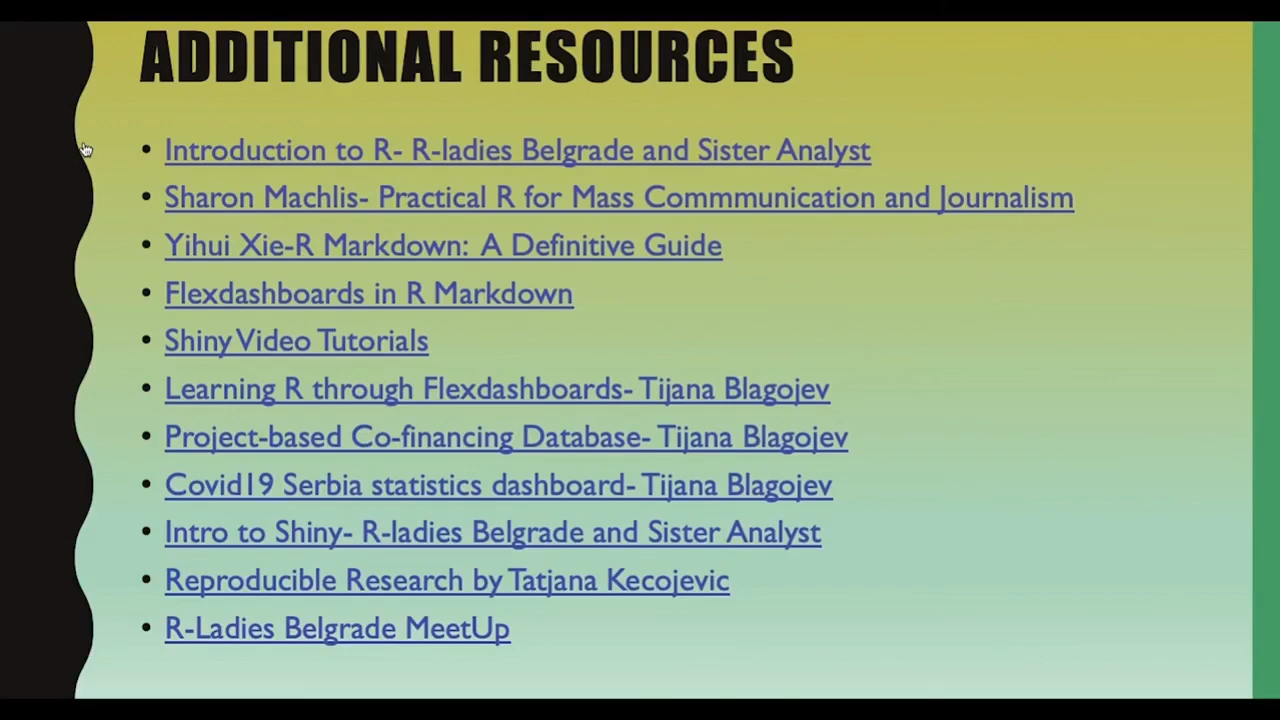 ADDITIONAL RESOURCES
• Introduction to R- R-ladies Belgrade and Sister Analyst
• Sharon Machlis- Practical R for Mass Commmunication and Journalism
• Yihui Xie-R Markdown: A Definitive Guide
• Flexdashboards in R Markdown
• Shiny Video Tutorials
• Learning R through Flexdashboards- Tijana Blagojev
• Project-based Co-financing Database- Tijana Blagojev
• Covid19 Serbia statistics dashboard- Tijana Blagojev
• Intro to Shiny- R-ladies Belgrade and Sister Analyst
• Reproducible Research by Tatjana Kecojevic
• R-Ladies Belgrade MeetUp